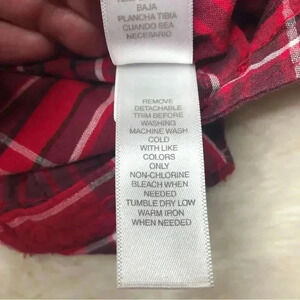 BAJA
PLANCHA TIBIA
CUANDO SEA
NECESARIO
REMOVE
DETACHABLE
TRIM BEFORE
WASHING
MACHINE WASH
COLD
WITH LIKE
COLORS
ONLY
NON-CHLORINE
BLEACH WHEN
NEEDED
TUMBLE DRY LOW
WARM IRON
WHEN NEEDED